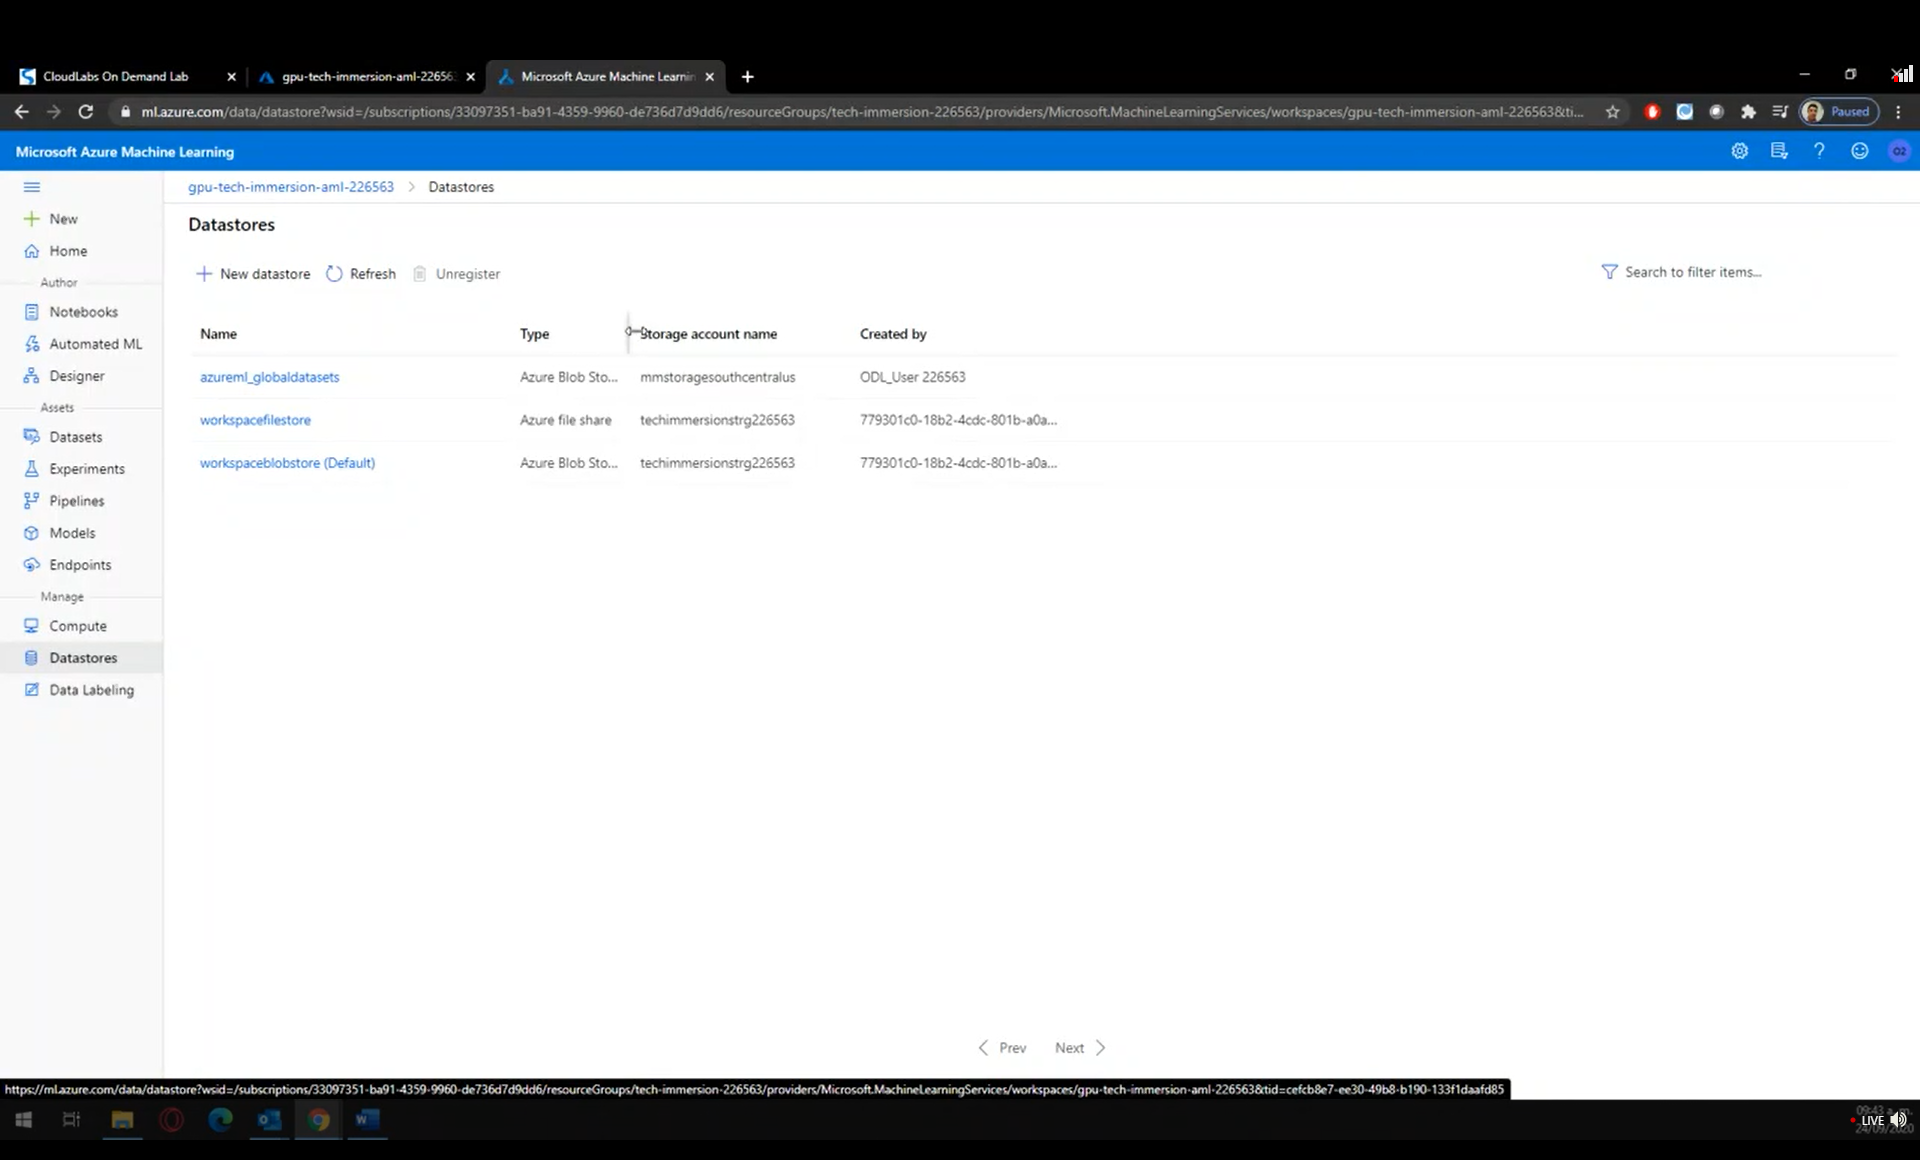 CloudLabs On Demand Lab
gpu-tech-immersion-aml-226563
Microsoft Azure Machine Learnin
ml.azure.com/data/datastore?wsid=/subscriptions/33097351-ba91-4359-9960-de736d7d9dd6/resourceGroups/tech-immersion-226563/providers/Microsoft.MachineLearningServices/workspaces/gpu-tech-immersion-aml-226563&ti...
Paused
Microsoft Azure Machine Learning
O2
gpu-tech-immersion-aml-226563 > Datastores
New
Home
Author
Notebooks
Automated ML
Designer
Assets
Datasets
Experiments
Pipelines
Models
Endpoints
Manage
Compute
Datastores
Data Labeling
Datastores
New datastore Refresh Unregister
Search to filter items...
Name Type Storage account name Created by
azureml_globaldatasets Azure Blob Sto... mmstoragesouthcentralus ODL_User 226563
workspacefilestore Azure file share techimmersionstrg226563 779301c0-18b2-4cdc-801b-a0a...
workspaceblobstore (Default) Azure Blob Sto... techimmersionstrg226563 779301c0-18b2-4cdc-801b-a0a...
Prev Next
https://ml.azure.com/data/datastore?wsid=/subscriptions/33097351-ba91-4359-9960-de736d7d9dd6/resourceGroups/tech-immersion-226563/providers/Microsoft.MachineLearningServices/workspaces/gpu-tech-immersion-aml-226563&tid=cefcb8e7-ee30-49b8-b190-133f1daafd85
09:43 a. m.
LIVE
24/09/2020